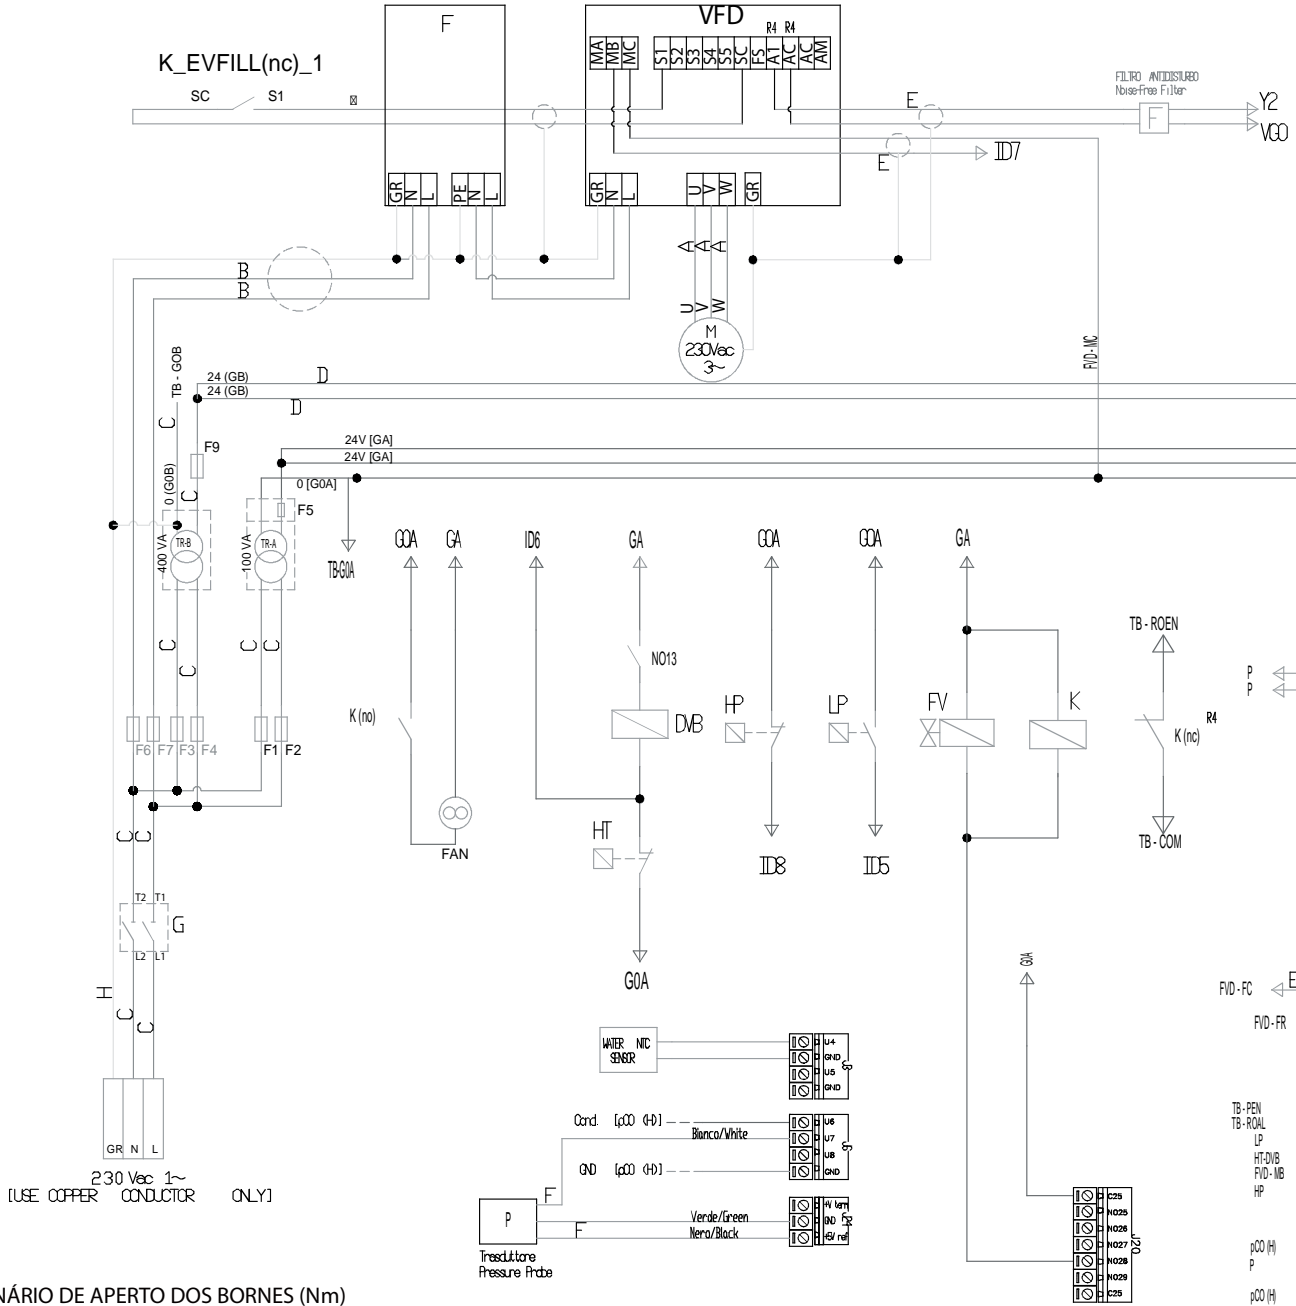 F
VFD
K_EVFILL(nc)_1
SC
S1
MA
MB
MC
S1
S2
S3
S4
S5
SC
FS
A1
AC
AC
AM
R4 R4
FILTRO ANTIDISTURBO
Noise-Free Filter
F
Y2
VG0
E
E
ID7
GR
N
L
PE
N
L
GR
N
L
U
V
W
GR
B
B
A
A
A
U
V
W
M
230Vac
3~
FVD - MC
TB - GOB
24 (GB)
24 (GB)
D
D
C
F9
24V [GA]
24V [GA]
0 (G0B)
C
0 [G0A]
F5
400 VA
TR-B
100 VA
TR-A
TB-G0A
G0A
GA
ID6
GA
G0A
G0A
GA
C
C
C
C
NO13
TB - ROEN
P
P
K (no)
DVB
HP
LP
FV
K
R4
K (nc)
F6
F7
F3
F4
F1
F2
C
C
FAN
HT
ID8
ID5
TB - COM
T2
T1
G
L2
L1
G0A
G0A
H
C
C
FVD - FC
E
FVD - FR
WATER NTC
SENSOR
U4
GND
U5
GND
J8
Cond. [pCO (H)]
Bianco/White
GND [pCO (H)]
U6
U7
U8
GND
J6
TB - PEN
TB - ROAL
LP
HT-DVB
FVD - MB
HP
GR
N
L
230 Vac 1~
[USE COPPER CONDUCTOR ONLY]
F
F
P
Verde/Green
Nero/Black
+V term
GND
+5V ref
Trasduttore
Pressure Probe
C25
NO25
NO26
NO27
NO28
NO29
C25
J20
pCO (H)
P
pCO (H)
NÁRIO DE APERTO DOS BORNES (Nm)